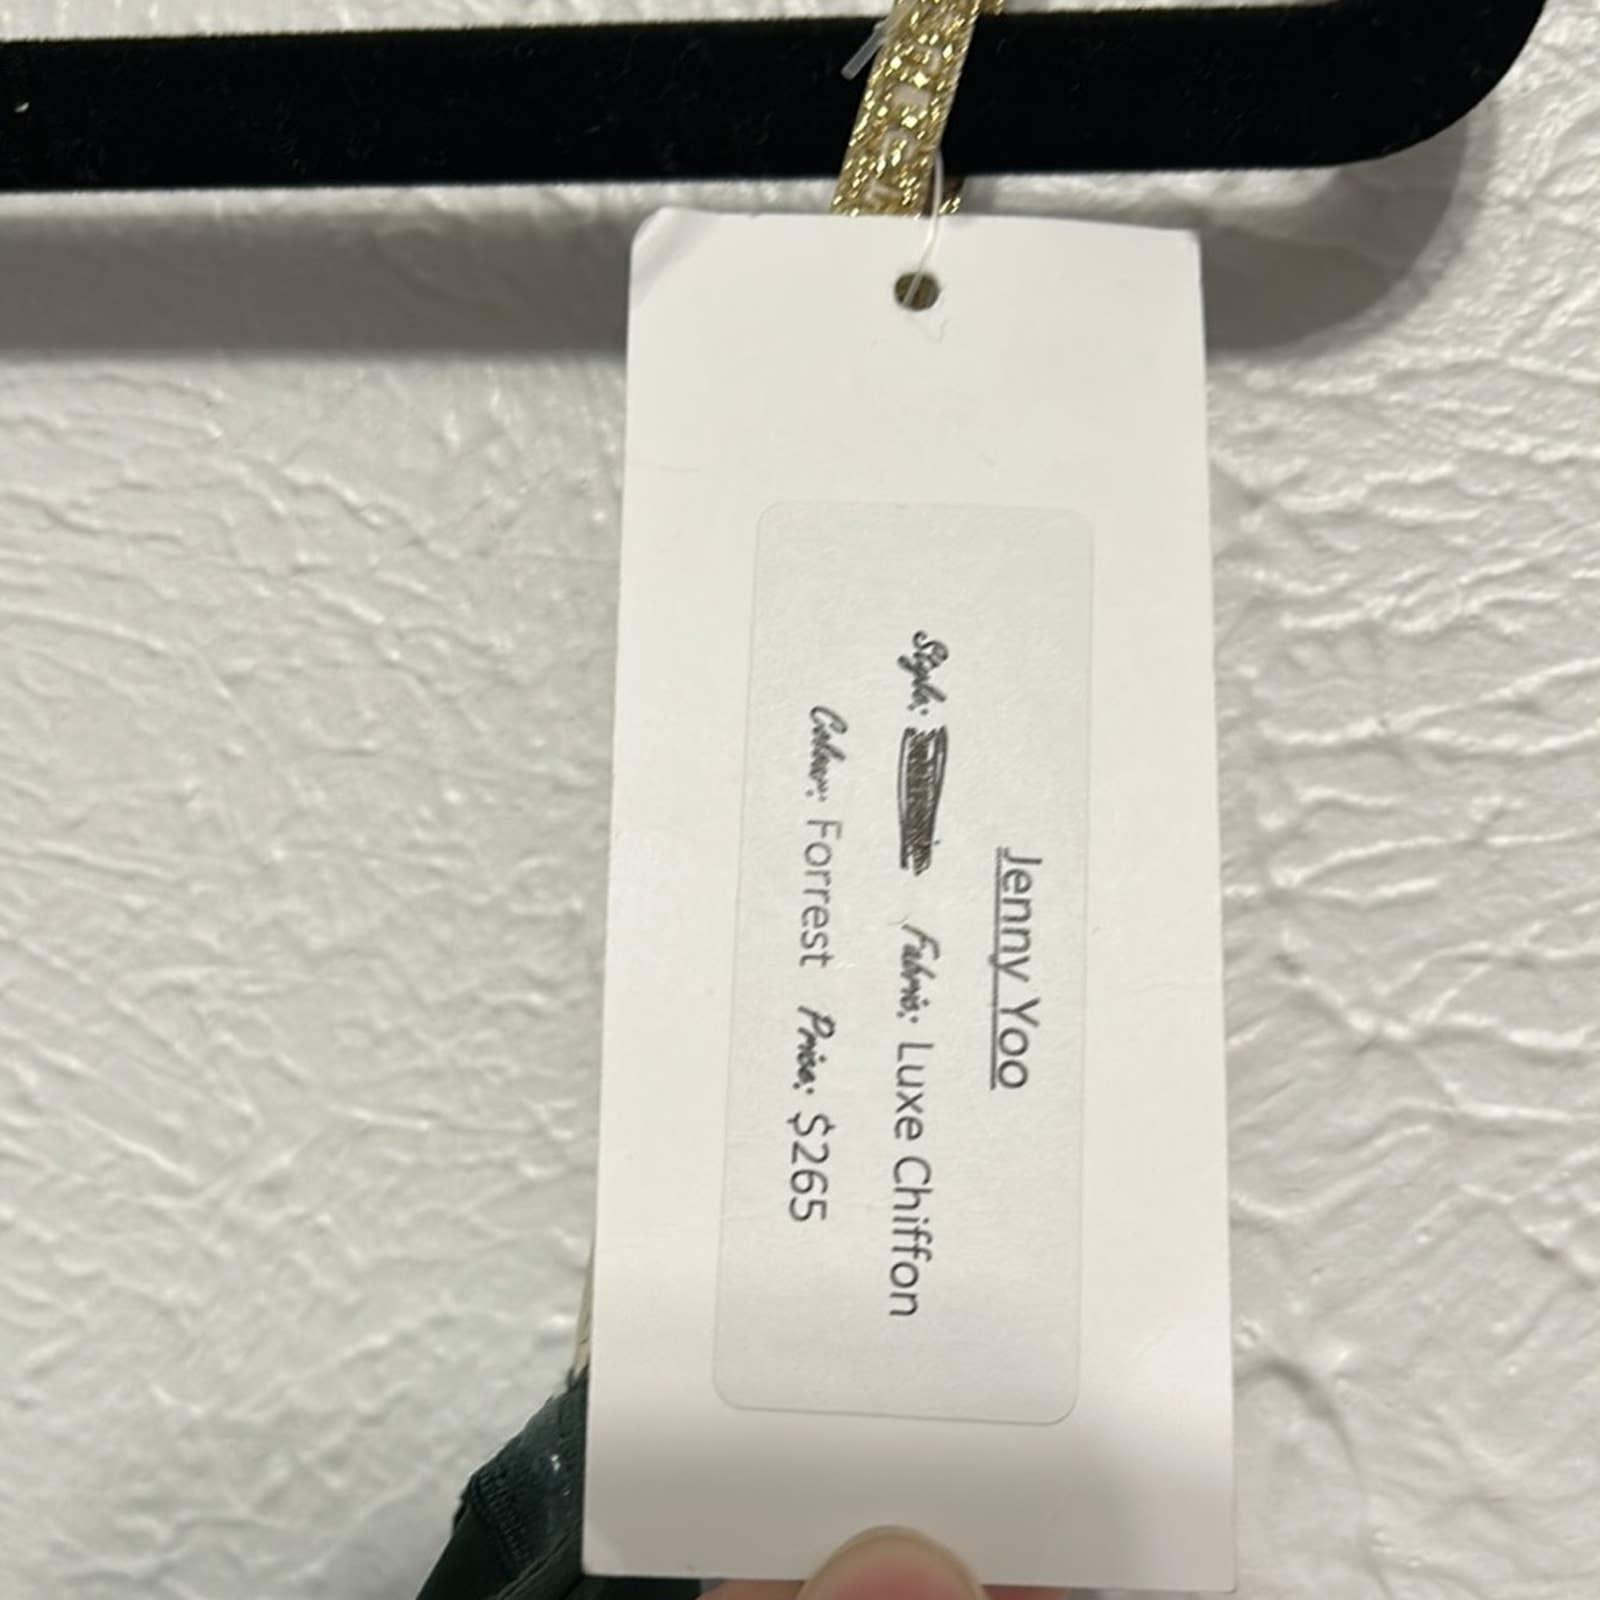 Jenny Yoo
Style: Fabric: Luxe Chiffon
Colour: Forrest Price: $265